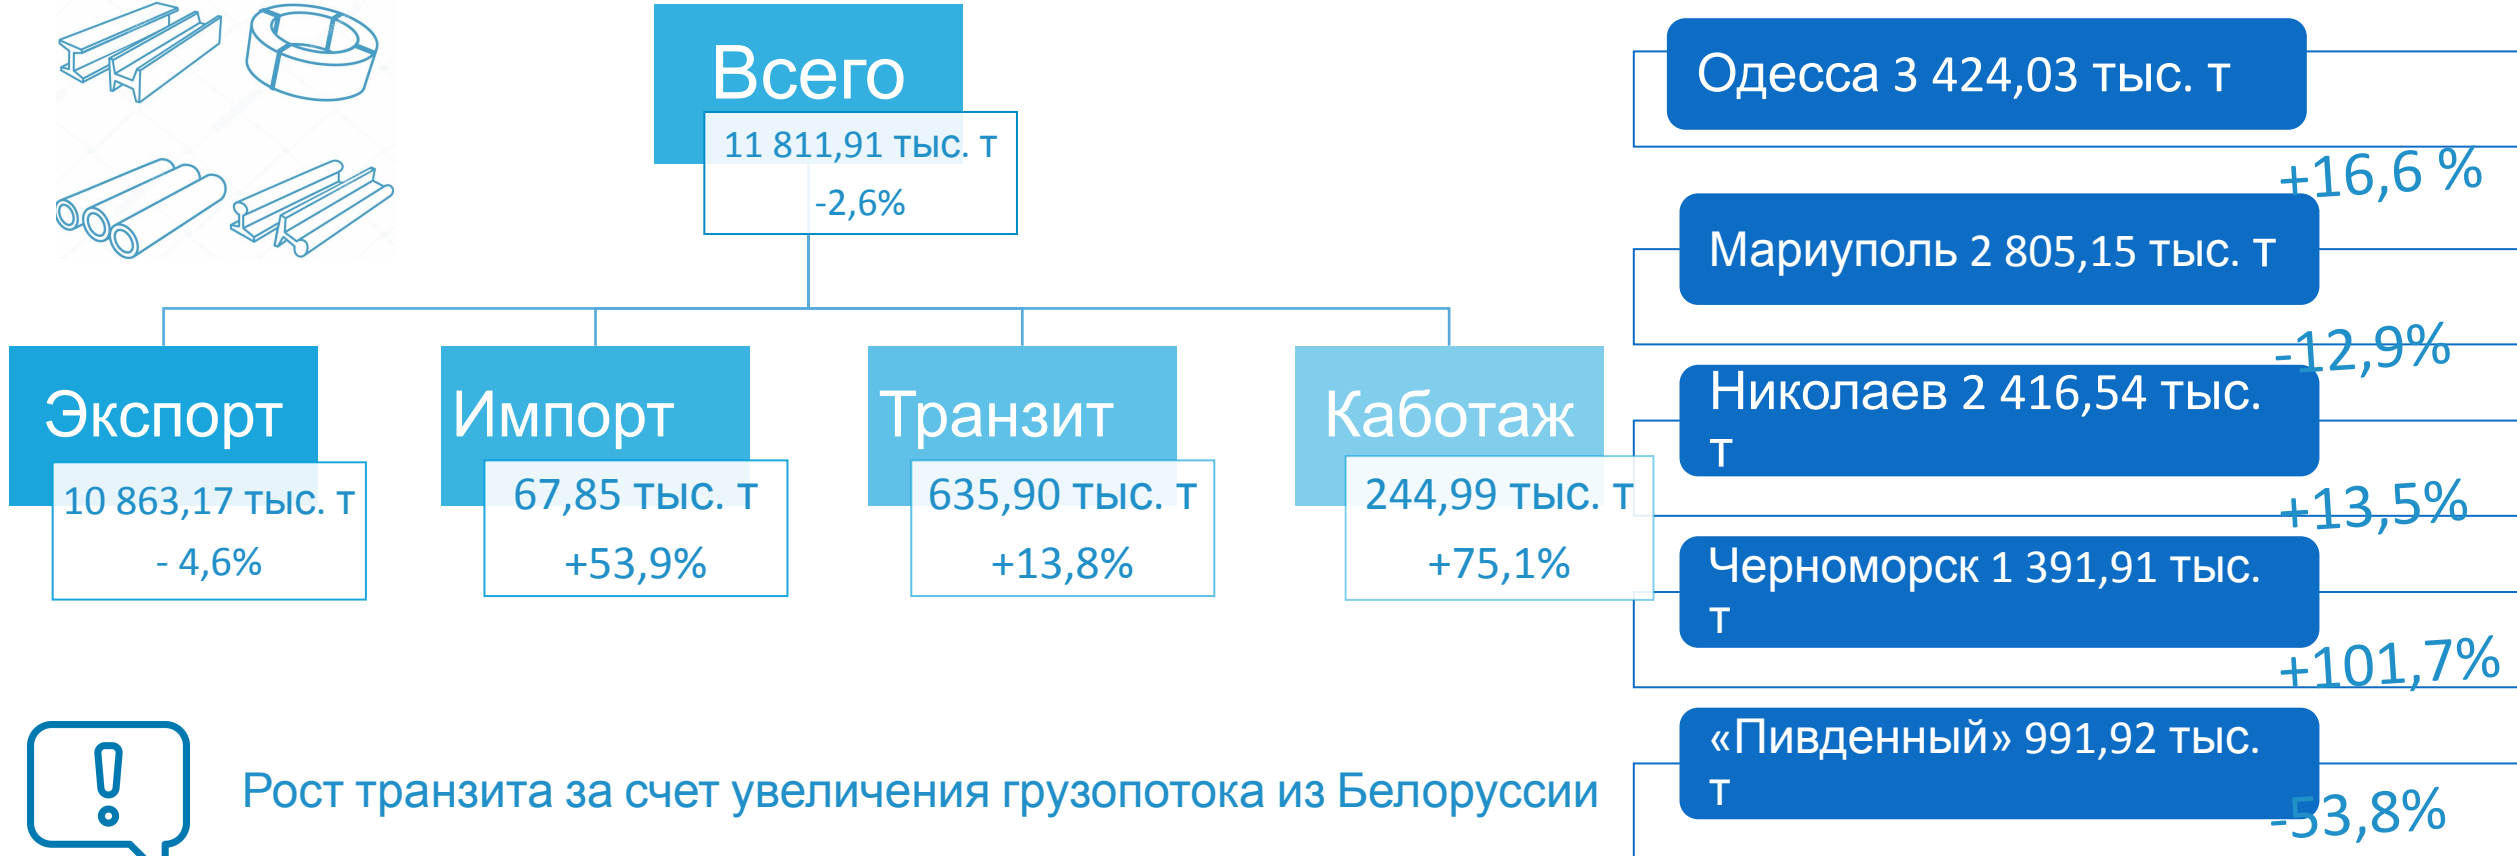 Всего
11 811,91 тыс. т
-2,6%
Экспорт
10 863,17 тыс. т
- 4,6%
Импорт
67,85 тыс. т
+53,9%
Транзит
635,90 тыс. т
+13,8%
Каботаж
244,99 тыс. т
+75,1%
Рост транзита за счет увеличения грузопотока из Белоруссии
Одесса 3 424,03 тыс. т
+16,6 %
Мариуполь 2 805,15 тыс. т
-12,9%
Николаев 2 416,54 тыс.
т
+13,5%
Черноморск 1 391,91 тыс.
т
+101,7%
«Пивденный» 991,92 тыс.
т
-53,8%